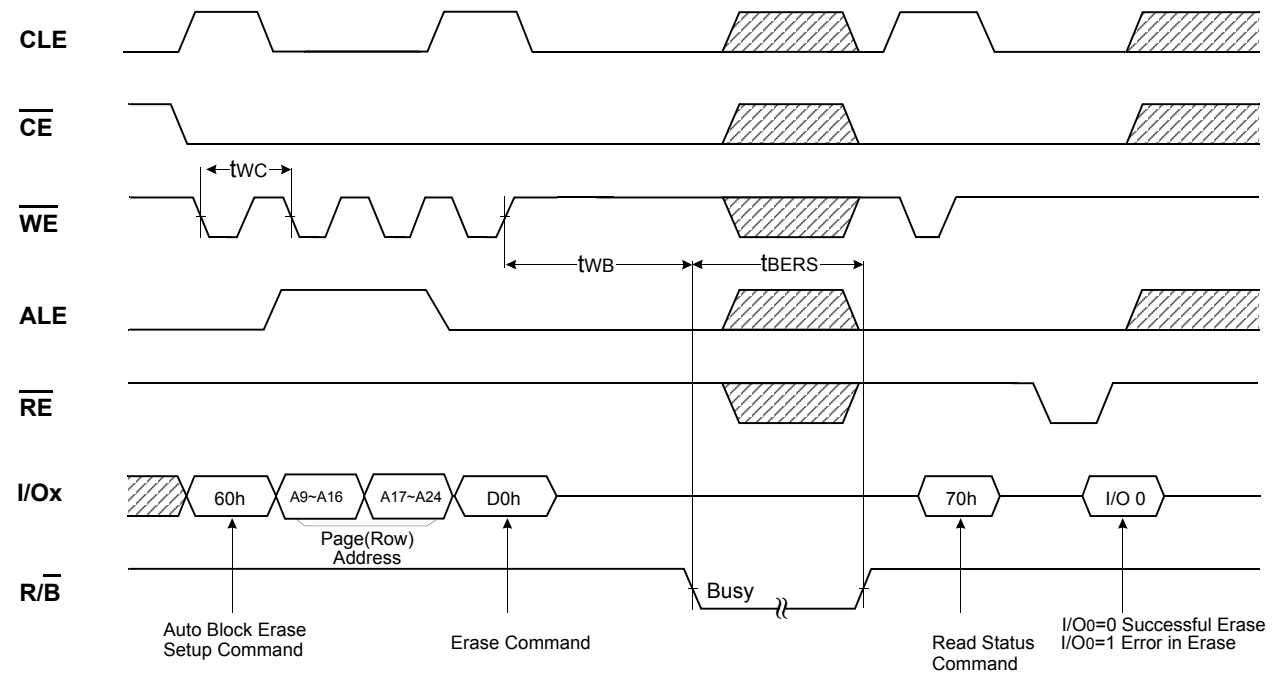 CLE
CE
tWC
WE
tWB
tBERS
ALE
RE
I/Ox
60h
A9~A16
A17~A24
D0h
70h
I/O 0
Page(Row)
Address
R/B
Busy
Auto Block Erase
Setup Command
Erase Command
Read Status
Command
I/O0=0 Successful Erase
I/O0=1 Error in Erase